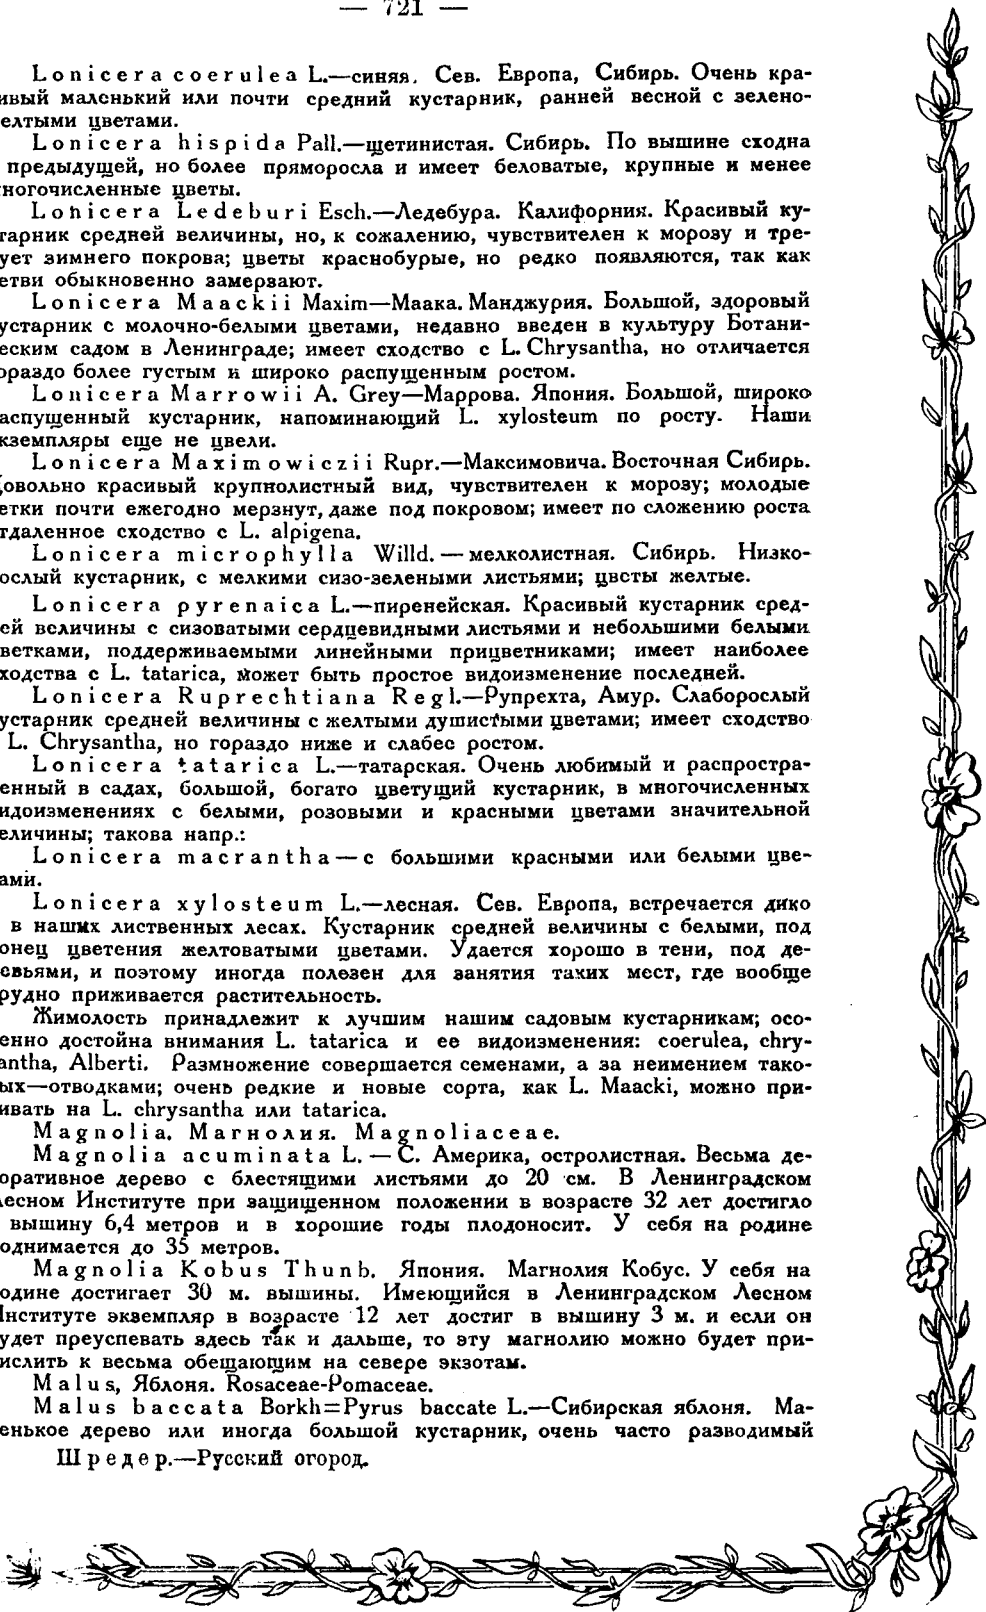 — 721 —
Lonicera coerulea L.—синяя. Сев. Европа, Сибирь. Очень кра-
ивый маленький или почти средний кустарник, ранней весной с зелено-
елтыми цветами.
Lonicera hispida Pall.—щетинистая. Сибирь. По вышине сходна
предыдущей, но более пряморосла и имеет беловатые, крупные и менее
ногочисленные цветы.
Lonicera Ledeburi Esch.—Ледебура. Калифорния. Красивый ку-
тарник средней величины, но, к сожалению, чувствителен к морозу и тре-
ует зимнего покрова; цветы краснобурые, но редко появляются, так как
етви обыкновенно замерзают.
Lonicera Maackii Maxim—Маака. Манджурия. Большой, здоровый
устарник с молочно-белыми цветами, недавно введен в культуру Ботани-
еским садом в Ленинграде; имеет сходство с L. Chrysantha, но отличается
ораздо более густым и широко распущенным ростом.
Lonicera Marrowii A. Grey—Маррова. Япония. Большой, широко
аспущенный кустарник, напоминающий L. xylosteum по росту. Наши
кземпляры еще не цвели.
Lonicera Maximowiczii Rupr.—Максимовича. Восточная Сибирь.
овольно красивый крупнолистный вид, чувствителен к морозу; молодые
етки почти ежегодно мерзнут, даже под покровом; имеет по сложению роста
тдаленное сходство с L. alpigena.
Lonicera microphylla Willd. — мелколистная. Сибирь. Низко-
ослый кустарник, с мелкими сизо-зелеными листьями; цветы желтые.
Lonicera pyrenaica L.—пиренейская. Красивый кустарник сред-
ей величины с сизоватыми сердцевидными листьями и небольшими белыми
ветками, поддерживаемыми линейными прицветниками; имеет наиболее
ходства с L. tatarica, может быть простое видоизменение последней.
Lonicera Ruprechtiana Regl.—Рупрехта, Амур. Слаборослый
устарник средней величины с желтыми душистыми цветами; имеет сходство
L. Chrysantha, но гораздо ниже и слабее ростом.
Lonicera tatarica L.—татарская. Очень любимый и распростра-
енный в садах, большой, богато цветущий кустарник, в многочисленных
идоизменениях с белыми, розовыми и красными цветами значительной
еличины; такова напр.:
Lonicera macrantha — с большими красными или белыми цве-
ами.
Lonicera xylosteum L.—лесная. Сев. Европа, встречается дико
в наших лиственных лесах. Кустарник средней величины с белыми, под
онец цветения желтоватыми цветами. Удается хорошо в тени, под де-
евьями, и поэтому иногда полезен для занятия таких мест, где вообще
рудно приживается растительность.
Жимолость принадлежит к лучшим нашим садовым кустарникам; осо-
енно достойна внимания L. tatarica и ее видоизменения: coerulea, chry-
antha, Alberti. Размножение совершается семенами, а за неимением тако-
ых—отводками; очень редкие и новые сорта, как L. Maacki, можно при-
ивать на L. chrysantha или tatarica.
Magnolia. Магнолия. Magnoliaceae.
Magnolia acuminata L. — С. Америка, остролистная. Весьма де-
оративное дерево с блестящими листьями до 20 см. В Ленинградском
есном Институте при защищенном положении в возрасте 32 лет достигло
вышину 6,4 метров и в хорошие годы плодоносит. У себя на родине
однимается до 35 метров.
Magnolia Kobus Thunb. Япония. Магнолия Кобус. У себя на
одине достигает 30 м. вышины. Имеющийся в Ленинградском Лесном
Институте экземпляр в возрасте 12 лет достиг в вышину 3 м. и если он
удет преуспевать здесь так и дальше, то эту магнолию можно будет при-
ислить к весьма обещающим на севере экзотам.
Malus, Яблоня. Rosaceae-Pomaceae.
Malus baccata Borkh=Pyrus baccate L.—Сибирская яблоня. Ма-
енькое дерево или иногда большой кустарник, очень часто разводимый
Шредер.—Русский огород.